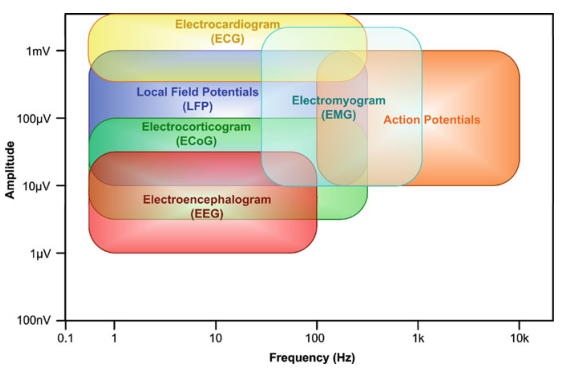 Electrocardiogram
(ECG)
1mV
Local Field Potentials
(LFP)
Electromyogram
(EMG)
100µV
Electrocorticogram
(ECoG)
Action Potentials
Amplitude
10µV
Electroencephalogram
(EEG)
1µV
100nV
0.1 1 10 100 1k 10k
Frequency (Hz)